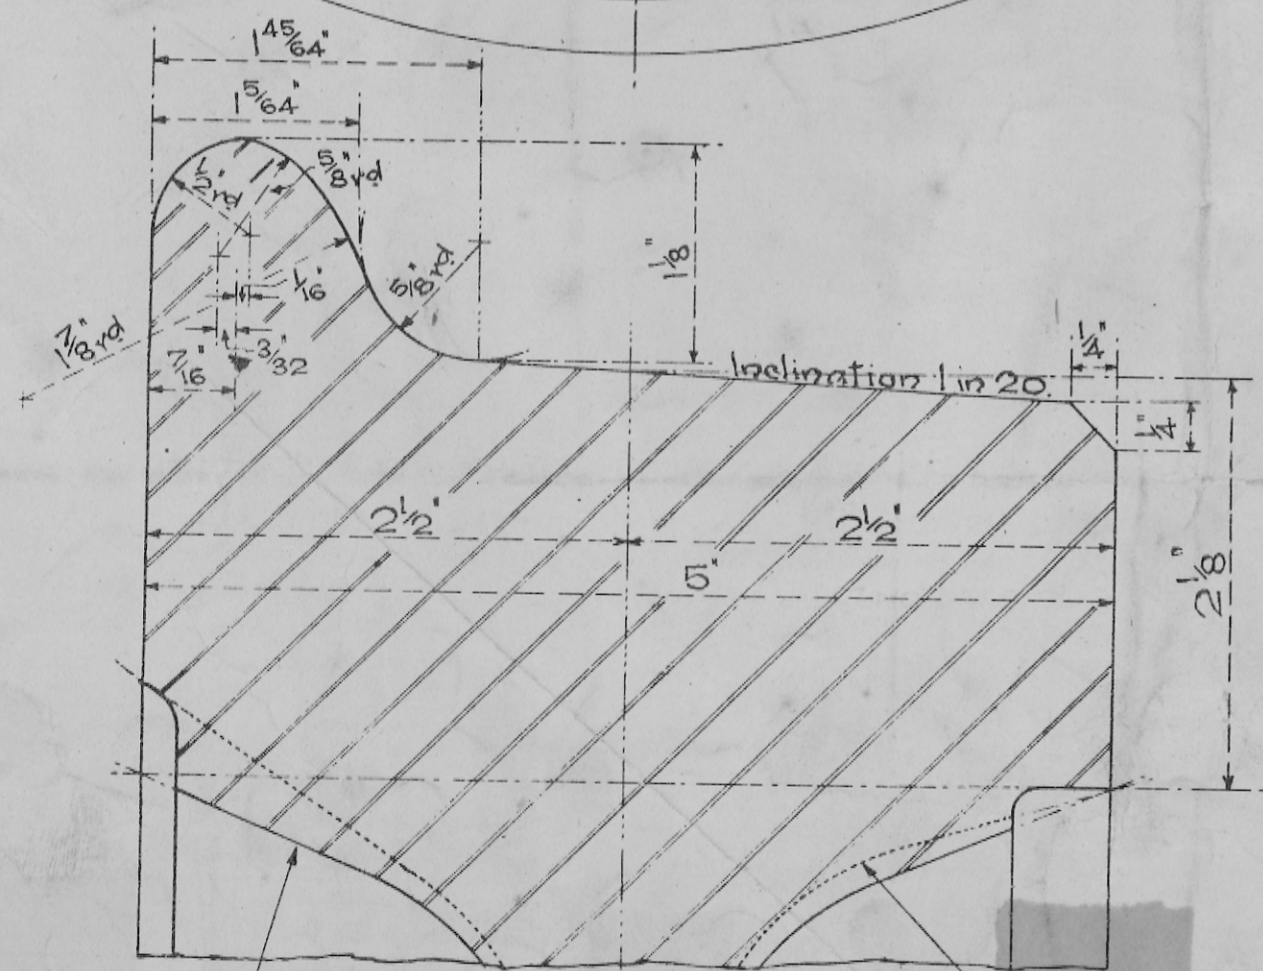 1 45/64"
1 5/64"
5/8" rd
1/2" rd
1 1/8"
5/8" rd
1/16"
1 7/8" rd
3/32
7/16"
1/4"
Inclination 1 in 20.
1/4"
2 1/2"
2 1/2"
5"
2 1/8"